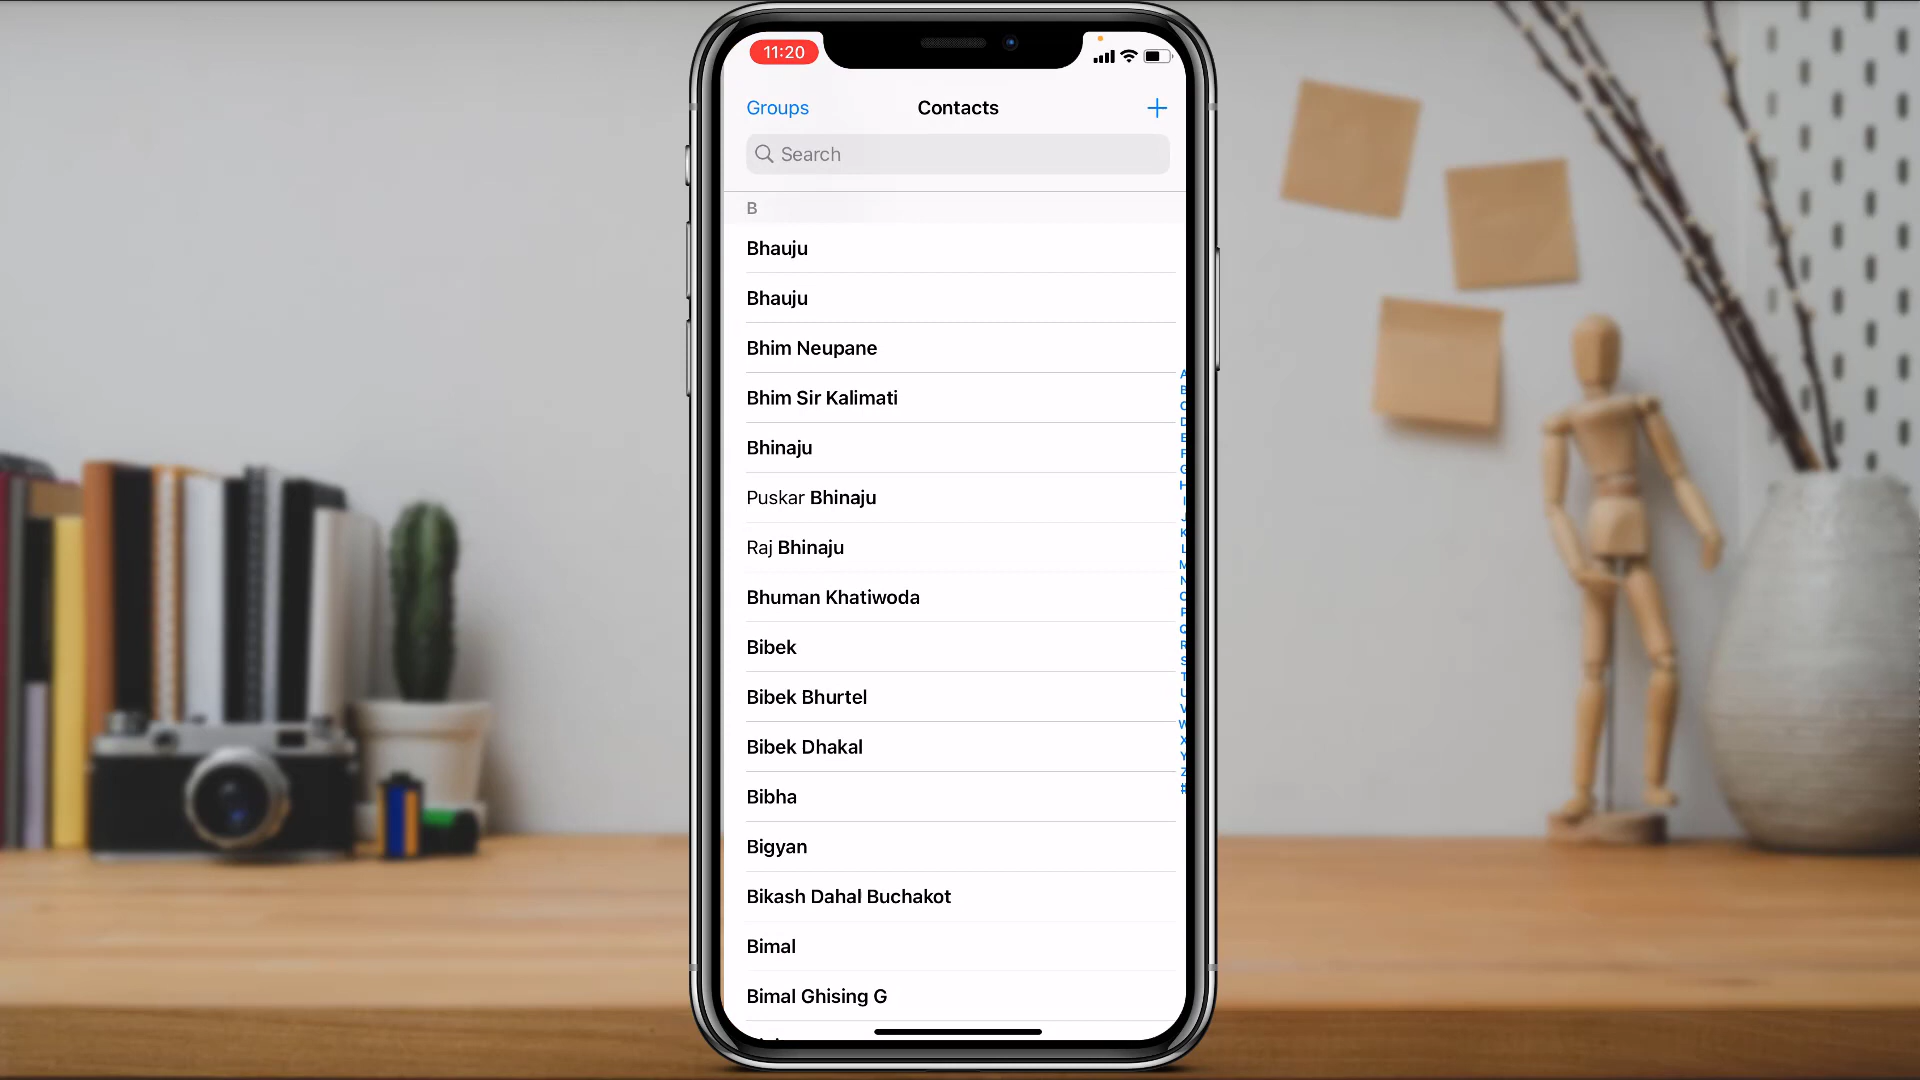 11:20
Groups Contacts +
Search
B
Bhauju
Bhauju
Bhim Neupane
Bhim Sir Kalimati
Bhinaju
Puskar Bhinaju
Raj Bhinaju
Bhuman Khatiwoda
Bibek
Bibek Bhurtel
Bibek Dhakal
Bibha
Bigyan
Bikash Dahal Buchakot
Bimal
Bimal Ghising G
A
B
C
D
E
F
G
H
I
J
K
L
M
N
O
P
Q
R
S
T
U
V
W
X
Y
Z
#